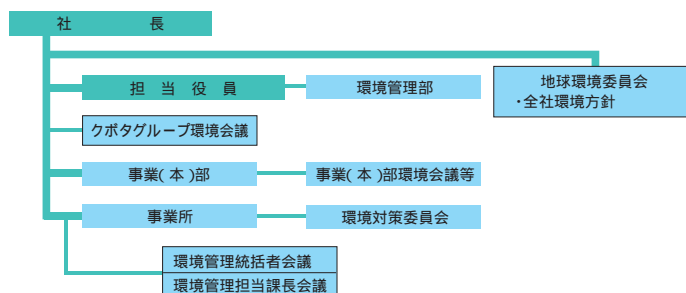 社長
担当役員
環境管理部
地球環境委員会
・全社環境方針
クボタグループ環境会議
事業(本)部
事業(本)部環境会議等
事業所
環境対策委員会
環境管理統括者会議
環境管理担当課長会議